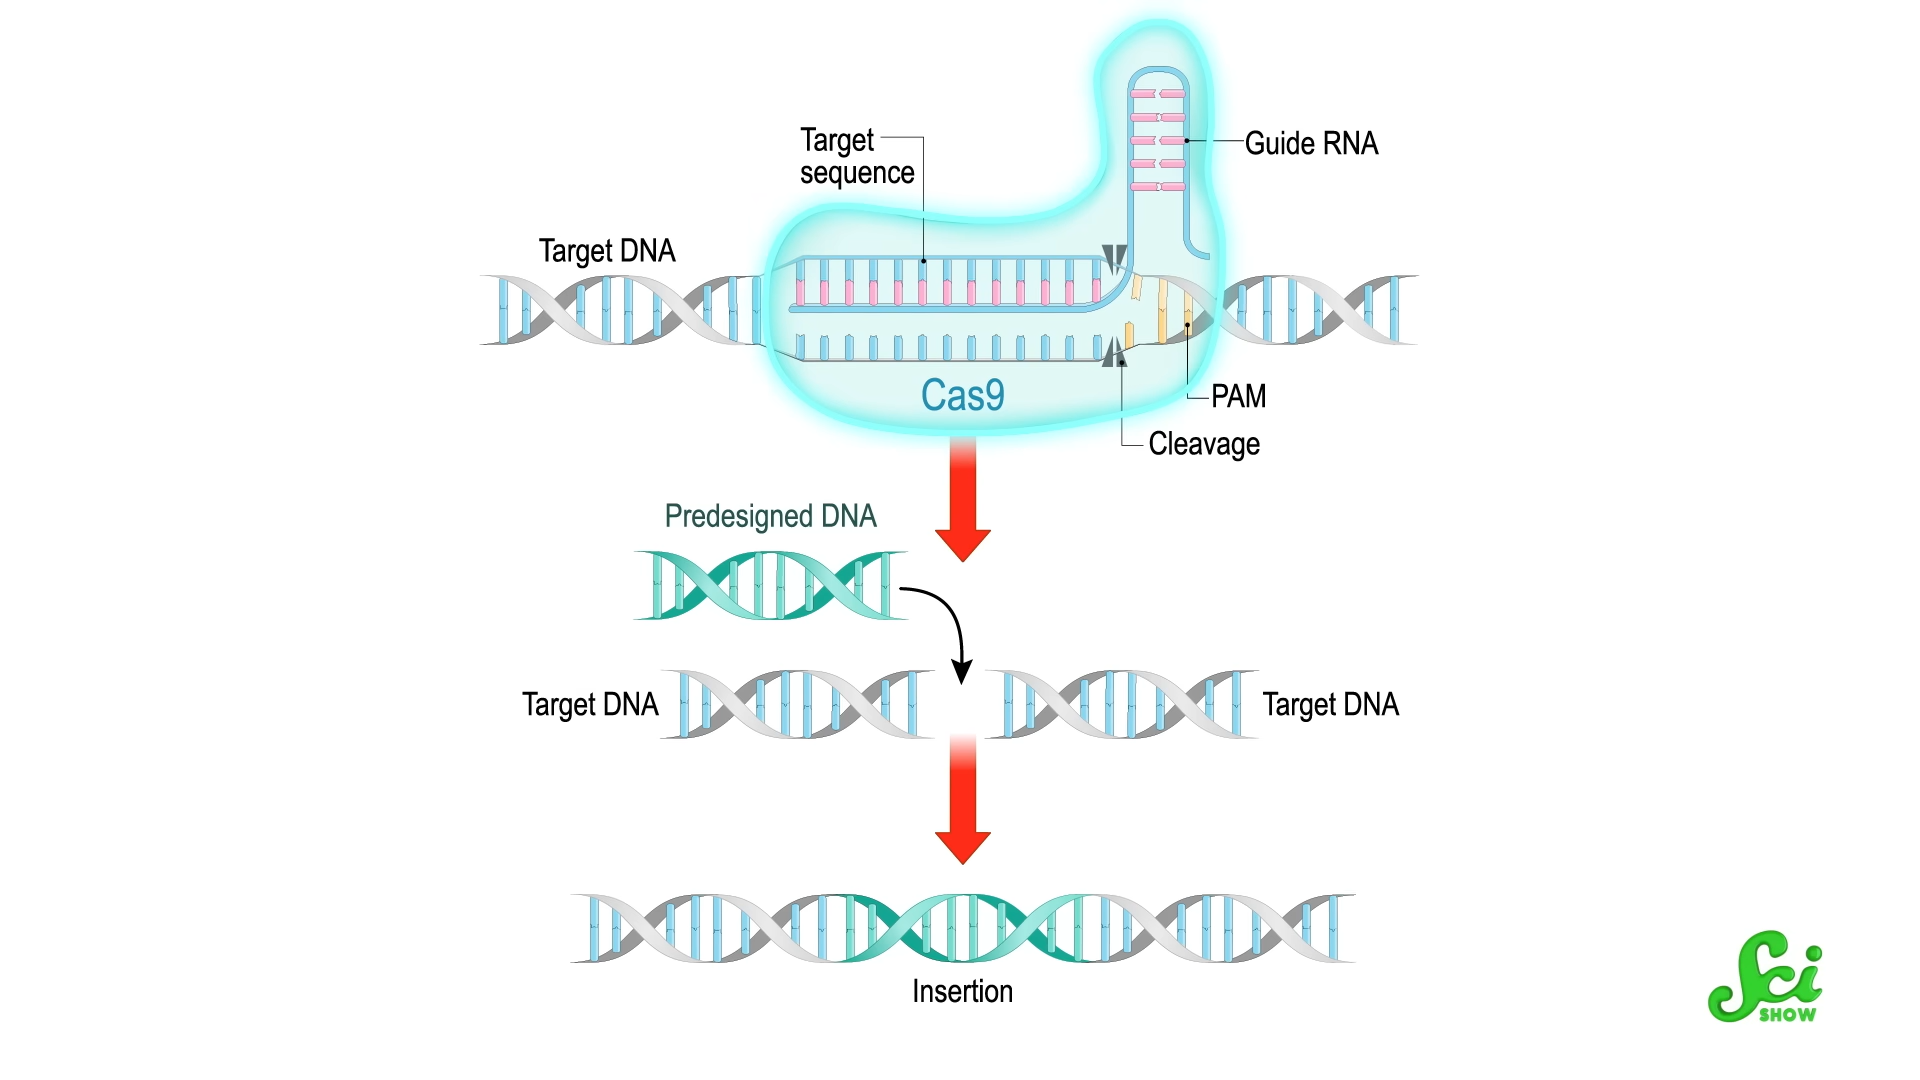 Target
sequence
Guide RNA
Target DNA
Cas9
PAM
Cleavage
Predesigned DNA
Target DNA
Target DNA
Insertion
Sci
SHOW